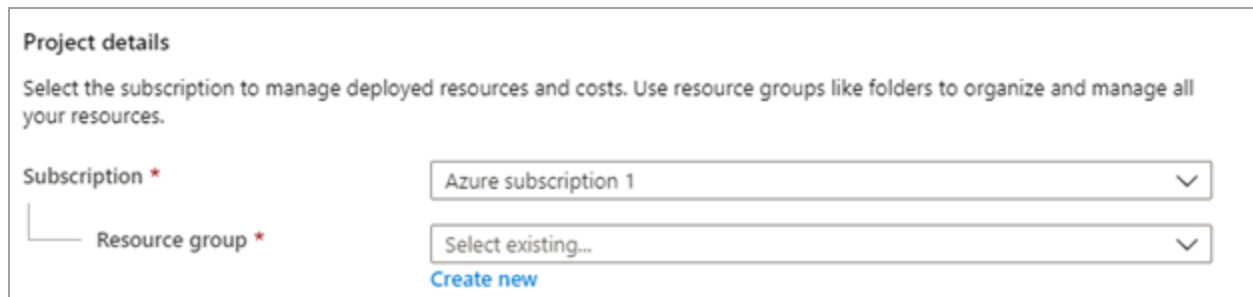 Project details
Select the subscription to manage deployed resources and costs. Use resource groups like folders to organize and manage all
your resources.
Subscription *
Azure subscription 1
Resource group *
Select existing...
Create new